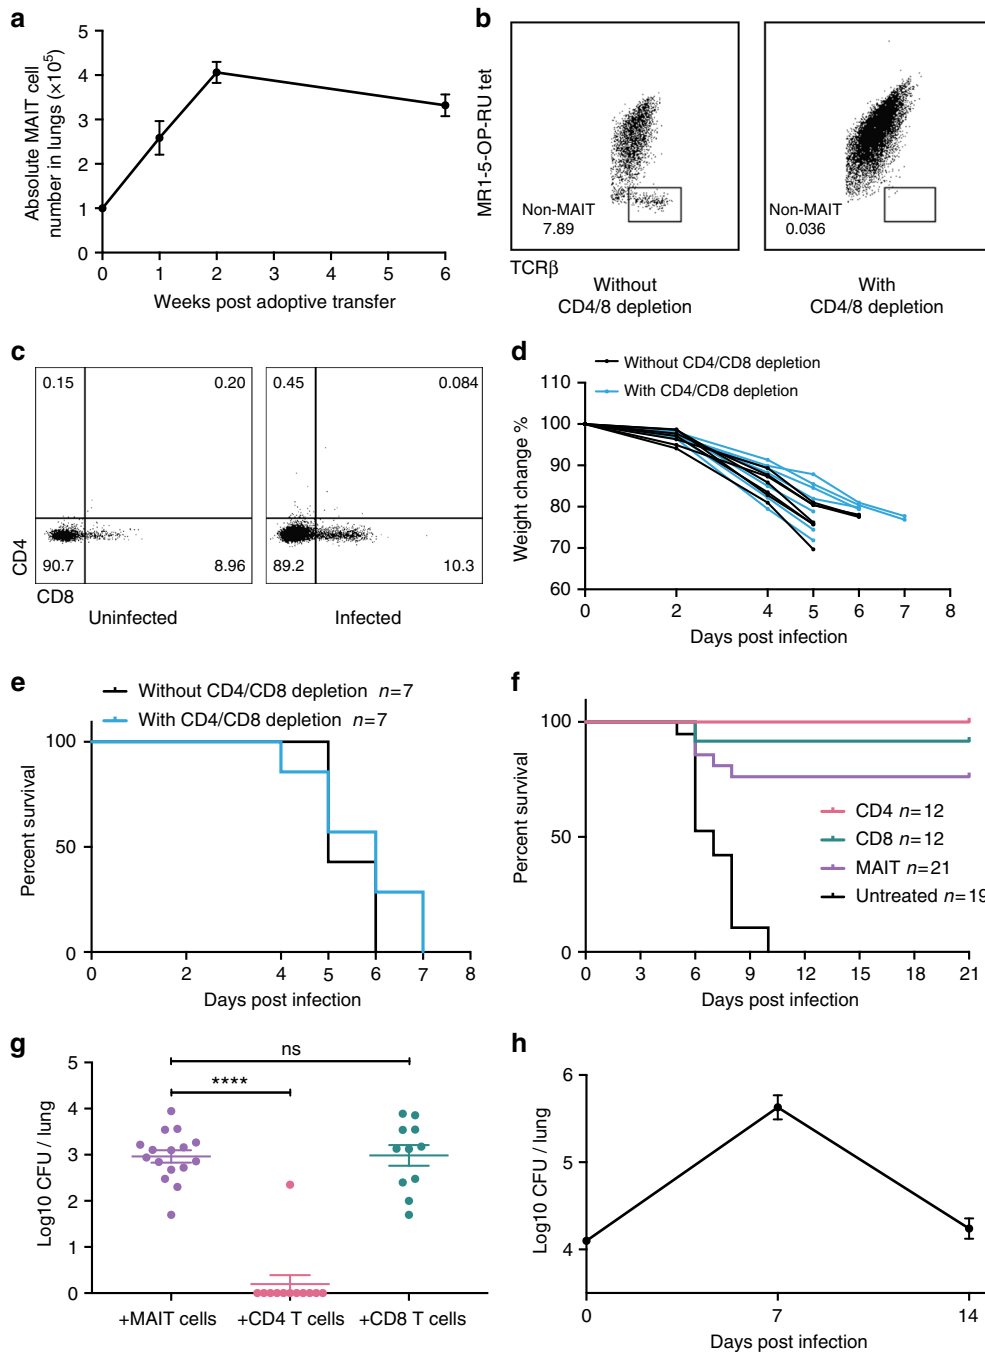 a
Absolute MAIT cell
number in lungs (×10⁵)
5
4
3
2
1
0
0 1 2 3 4 5 6
Weeks post adoptive transfer
b
MR1-5-OP-RU tet
Non-MAIT
7.89
Non-MAIT
0.036
TCRβ
Without
CD4/8 depletion
With
CD4/8 depletion
c
0.15 0.20
90.7 8.96
0.45 0.084
89.2 10.3
CD4
CD8
Uninfected
Infected
d
Without CD4/CD8 depletion
With CD4/CD8 depletion
Weight change %
110
100
90
80
70
60
0 2 4 5 6 7 8
Days post infection
e
Without CD4/CD8 depletion n=7
With CD4/CD8 depletion n=7
Percent survival
100
50
0
0 2 4 5 6 7 8
Days post infection
f
Percent survival
100
50
0
CD4 n=12
CD8 n=12
MAIT n=21
Untreated n=19
0 3 6 9 12 15 18 21
Days post infection
g
Log10 CFU / lung
5
4
3
2
1
0
ns
****
+MAIT cells +CD4 T cells +CD8 T cells
h
Log10 CFU / lung
6
5
4
0 7 14
Days post infection